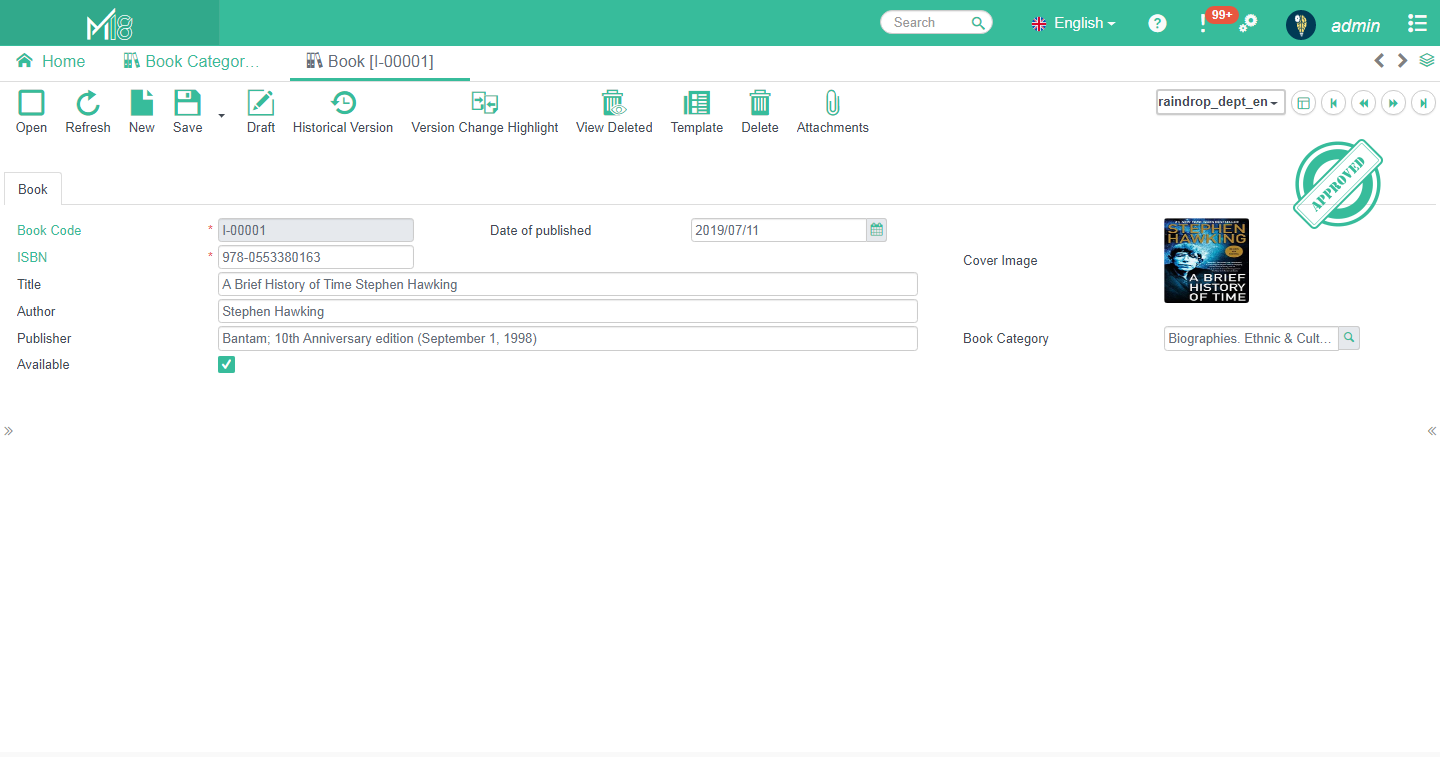 M18
Search
English
?
!
99+
admin
Home
Book Categor...
Book [I-00001]
Open
Refresh
New
Save
Draft
Historical Version
Version Change Highlight
View Deleted
Template
Delete
Attachments
raindrop_dept_en
APPROVED
Book
Book Code
*
I-00001
Date of published
2019/07/11
ISBN
*
978-0553380163
Cover Image
STEPHEN
HAWKING
A BRIEF
HISTORY
OF TIME
Title
A Brief History of Time Stephen Hawking
Author
Stephen Hawking
Publisher
Bantam; 10th Anniversary edition (September 1, 1998)
Book Category
Biographies. Ethnic & Cult...
Available